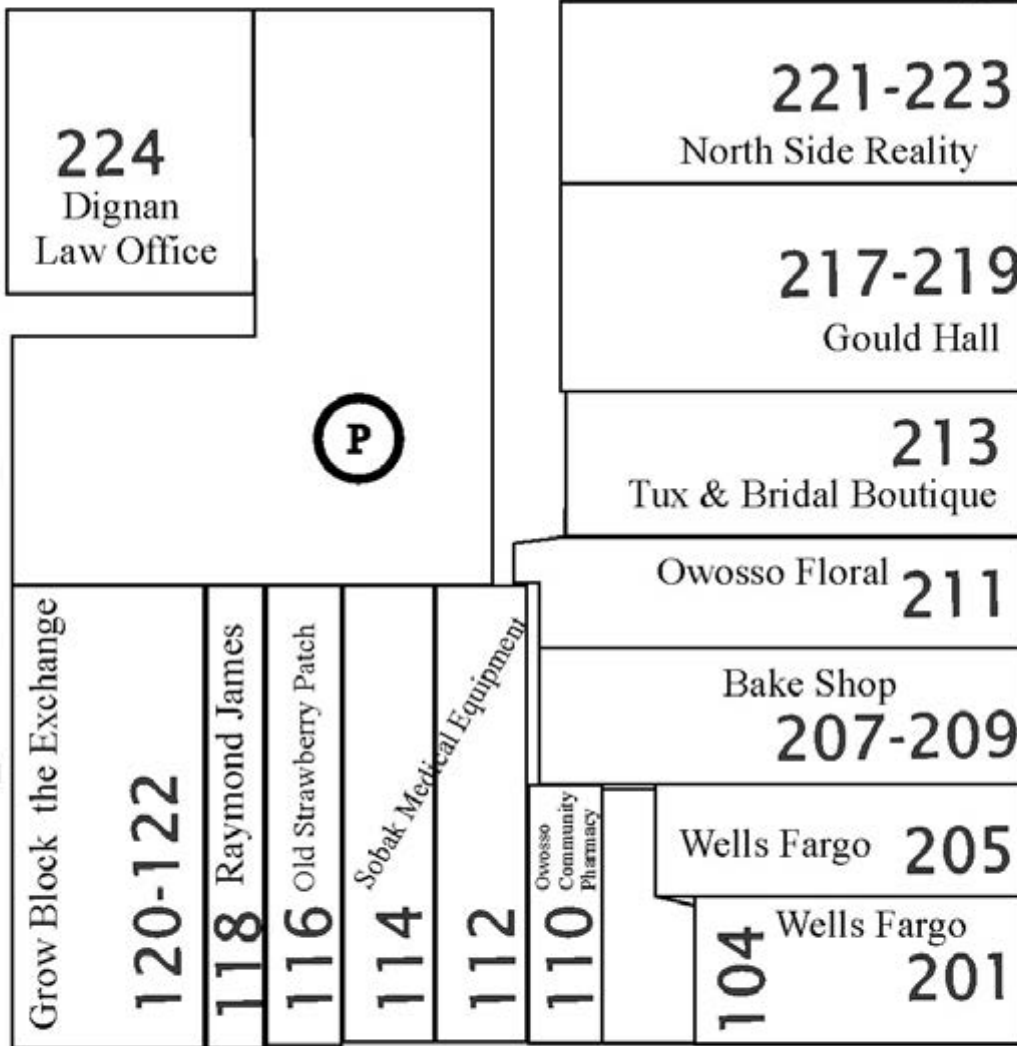 224
Dignan
Law Office
221-223
North Side Reality
217-219
Gould Hall
P
213
Tux & Bridal Boutique
Owosso Floral 211
Bake Shop
207-209
Wells Fargo 205
Wells Fargo
201
104
Grow Block the Exchange
120-122
118 Raymond James
116 Old Strawberry Patch
Sobak Medical Equipment
114
112
Owosso
Community
Pharmacy
110